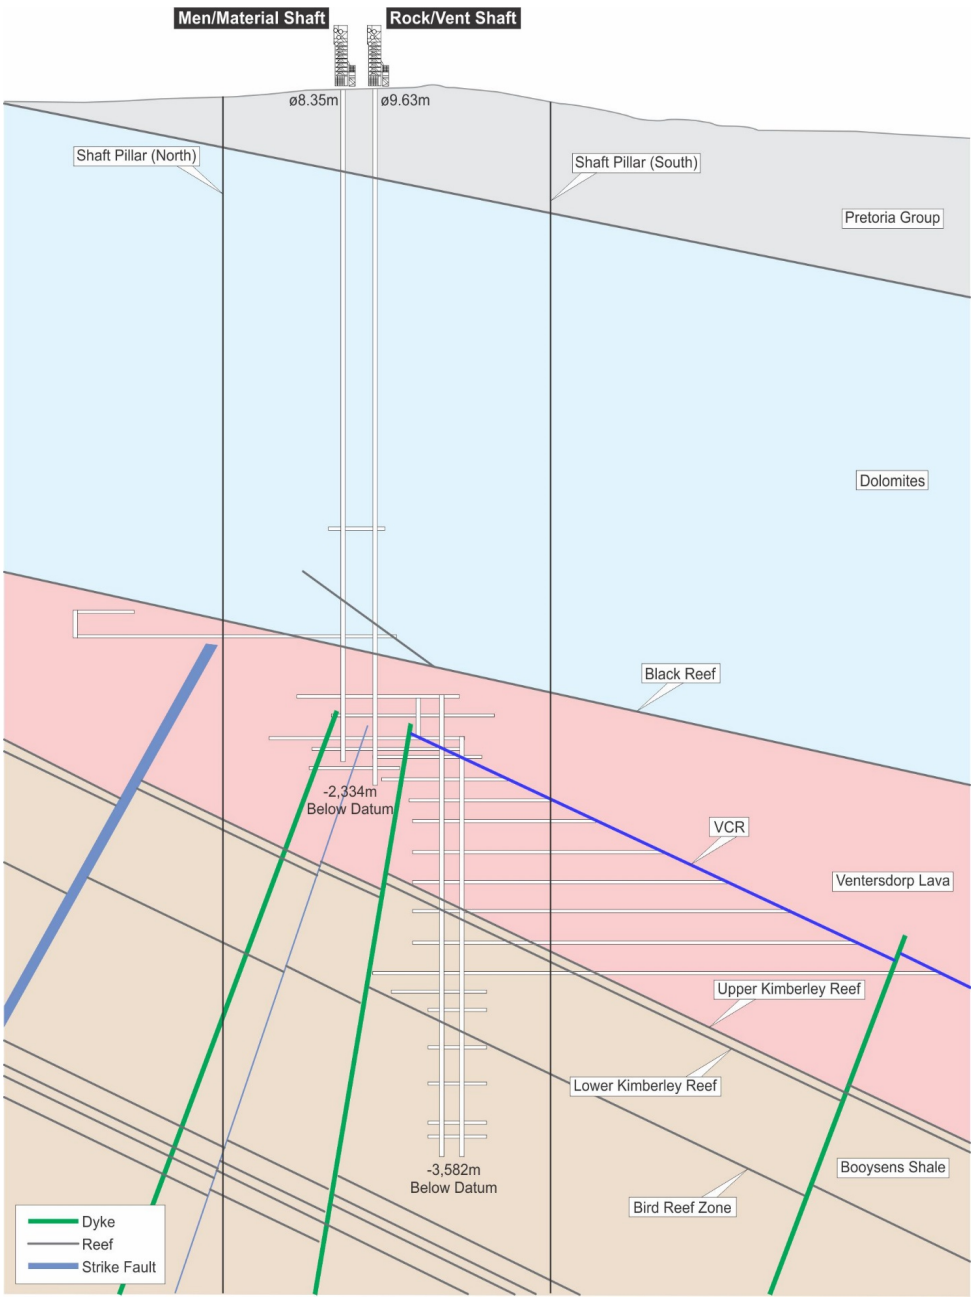 Men/Material Shaft
Rock/Vent Shaft
ø8.35m
ø9.63m
Shaft Pillar (North)
Shaft Pillar (South)
Pretoria Group
Dolomites
Black Reef
-2,334m
Below Datum
VCR
Ventersdorp Lava
Upper Kimberley Reef
Lower Kimberley Reef
-3,582m
Below Datum
Booysens Shale
Bird Reef Zone
Dyke
Reef
Strike Fault